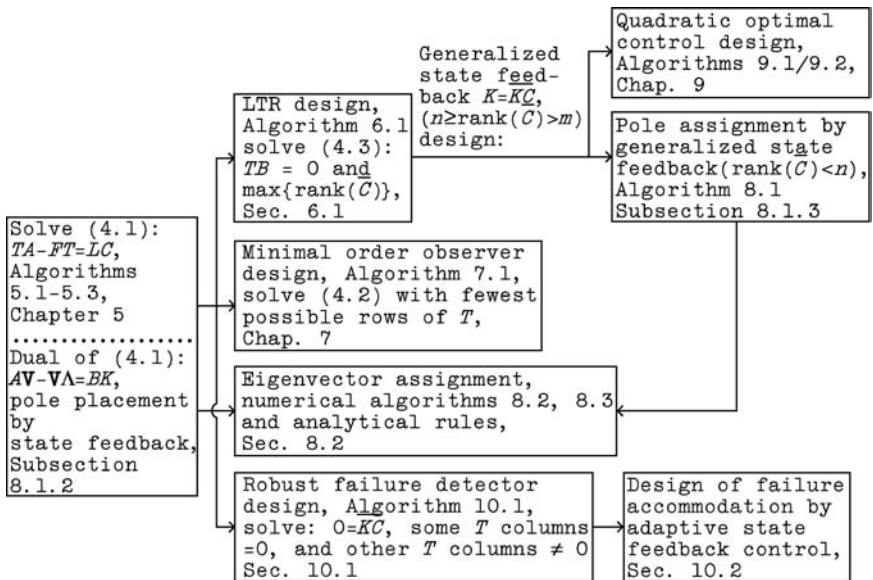 Quadratic optimal
control design,
Algorithms 9.1/9.2,
Chap. 9
Generalized
state feed-
back K=K̅C̅,
(n≥rank(C̅)>m)
design:
LTR design,
Algorithm 6.1
solve (4.3):
TB = 0 and
max{rank(C̅)},
Sec. 6.1
Pole assignment by
generalized state
feedback(rank(C̅)<n),
Algorithm 8.1
Subsection 8.1.3
Solve (4.1):
TA-FT=LC,
Algorithms
5.1-5.3,
Chapter 5
Dual of (4.1):
AV-VΛ=BK,
pole placement
by
state feedback,
Subsection
8.1.2
Minimal order observer
design, Algorithm 7.1,
solve (4.2) with fewest
possible rows of T,
Chap. 7
Eigenvector assignment,
numerical algorithms 8.2, 8.3
and analytical rules,
Sec. 8.2
Robust failure detector
design, Algorithm 10.1,
solve: 0=K̅C̅, some T columns
=0, and other T columns ≠ 0
Sec. 10.1
Design of failure
accommodation by
adaptive state
feedback control,
Sec. 10.2